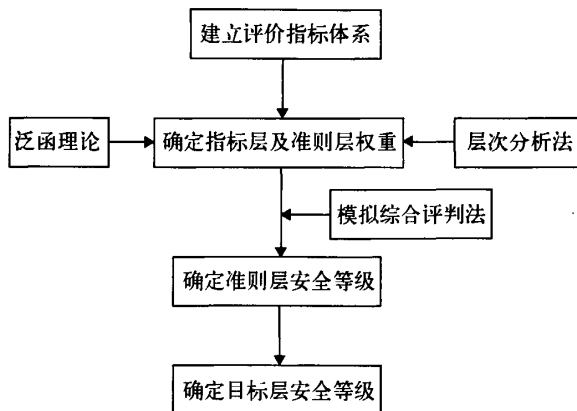 建立评价指标体系
泛函理论
确定指标层及准则层权重
层次分析法
模拟综合评判法
确定准则层安全等级
确定目标层安全等级